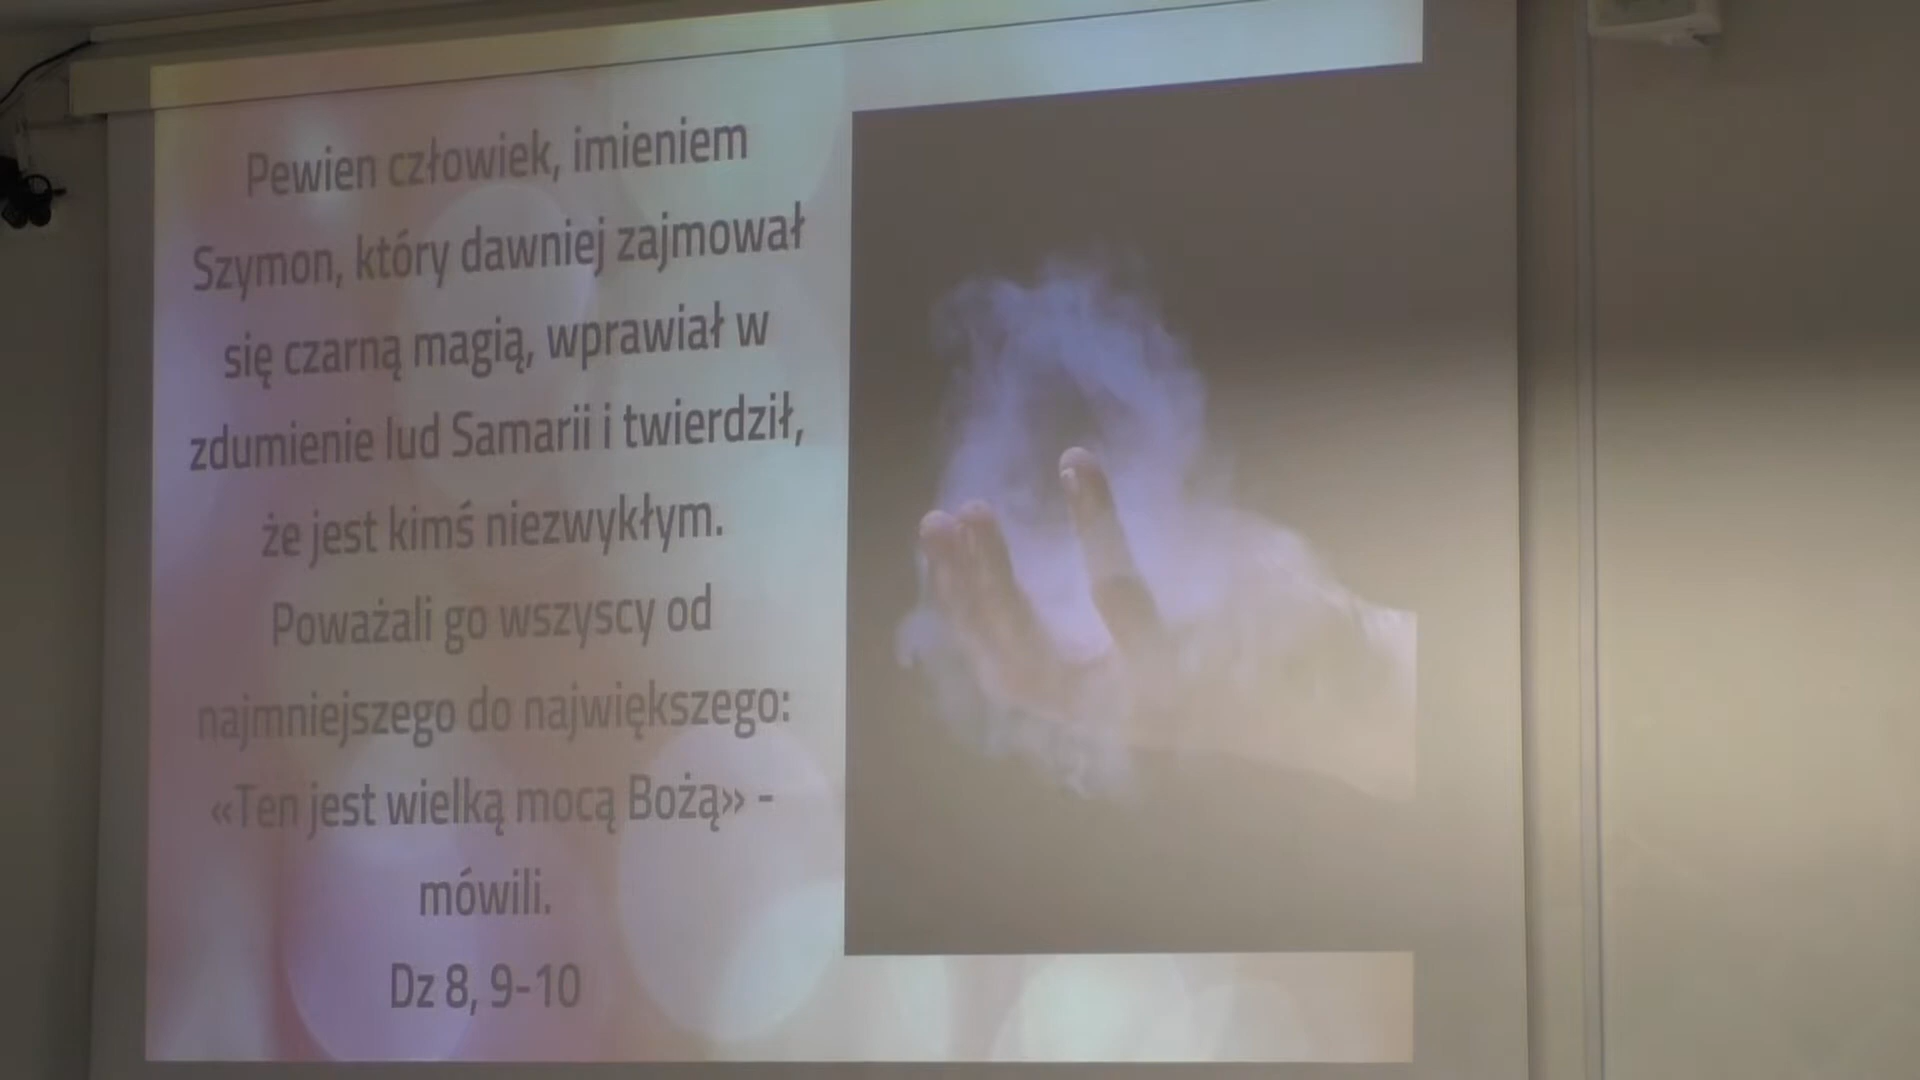 Pewien człowiek, imieniem
Szymon, który dawniej zajmował
się czarną magią, wprawiał w
zdumienie lud Samarii i twierdził,
że jest kimś niezwykłym.
Poważali go wszyscy od
najmniejszego do największego:
«Ten jest wielką mocą Bożą» -
mówili.
Dz 8, 9-10